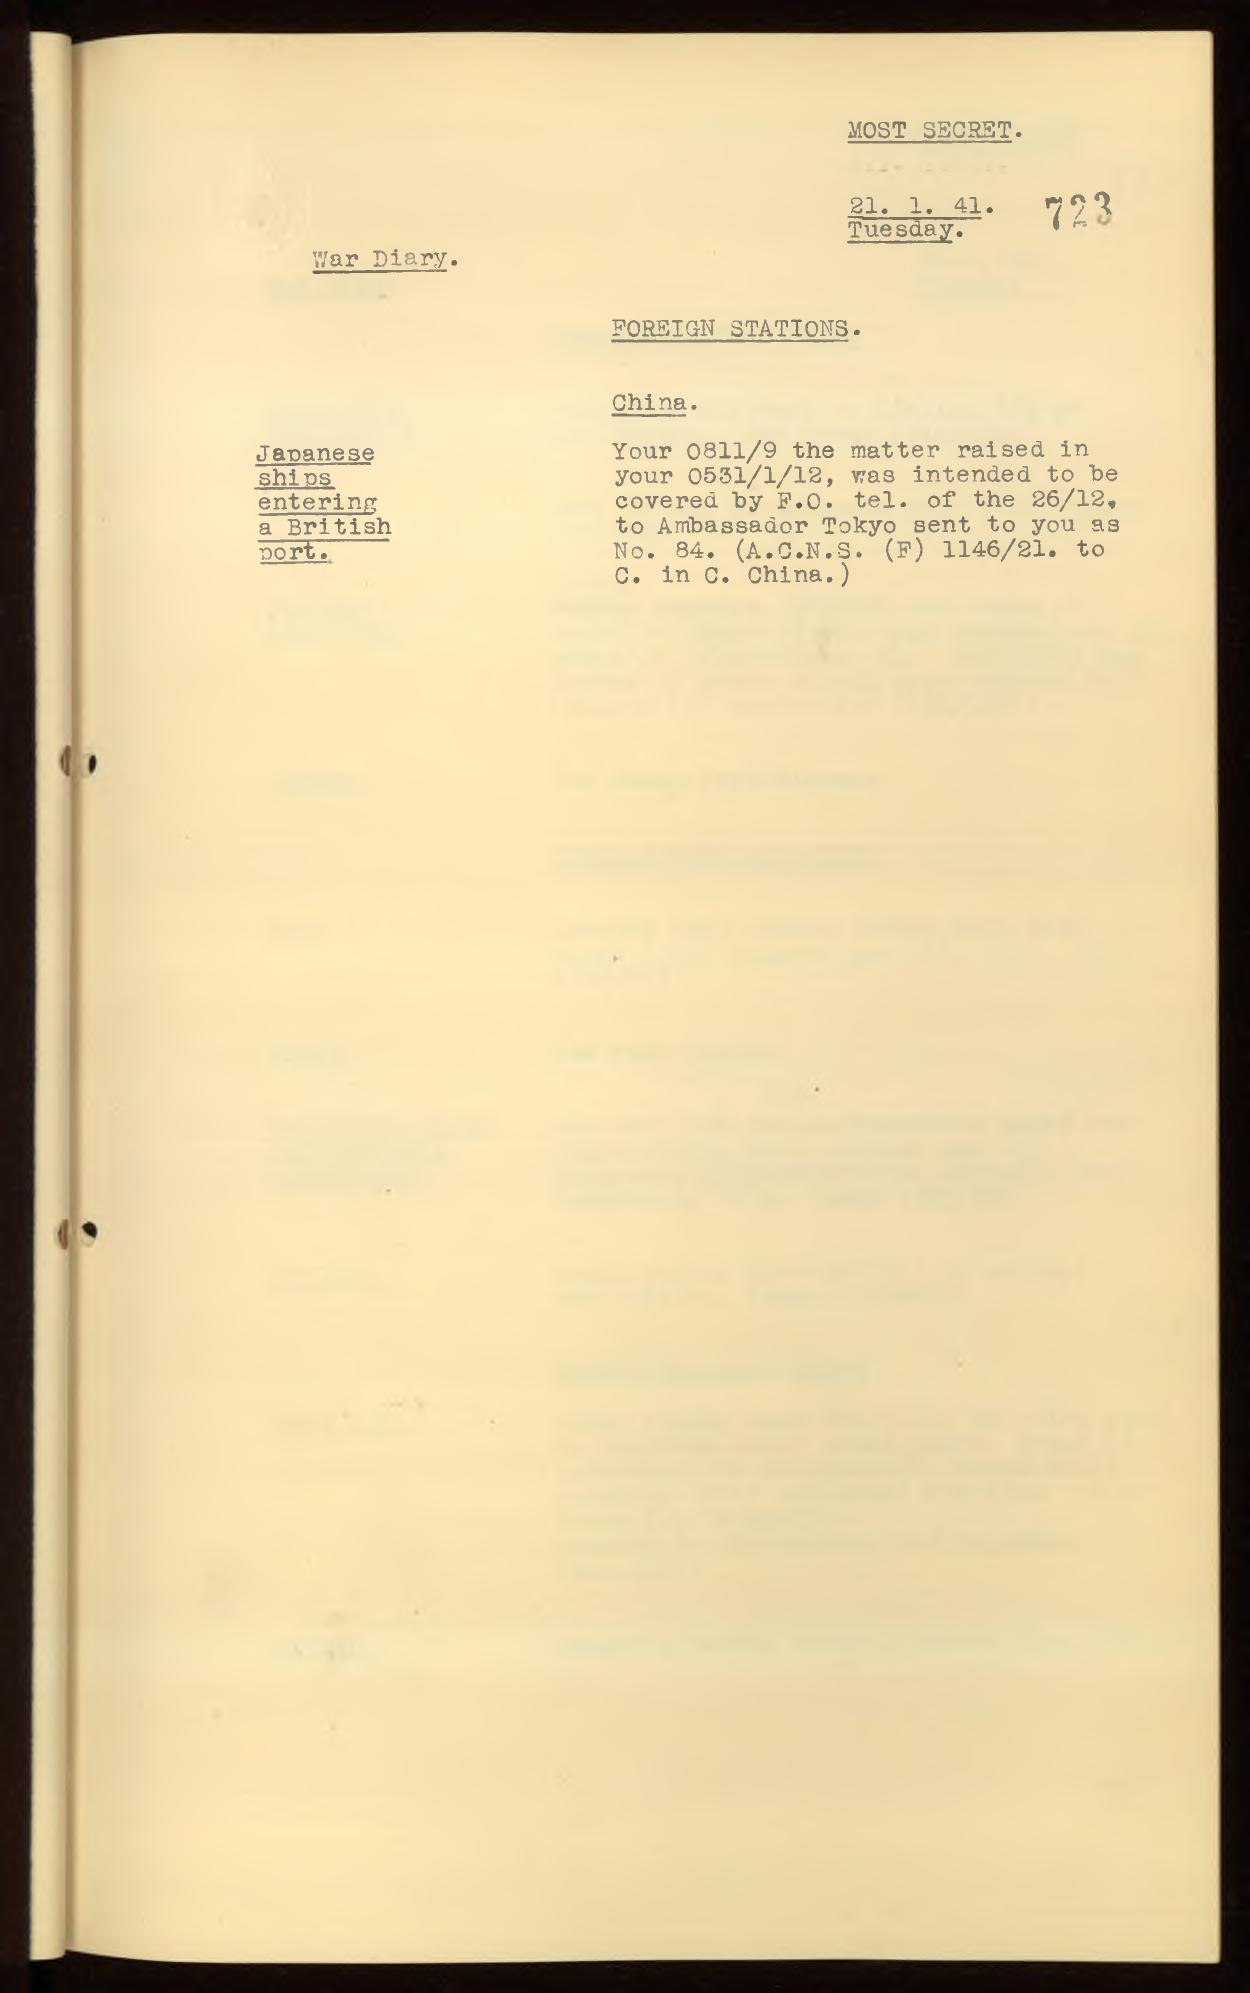 MOST SECRET.
21. 1. 41.
723
Tuesday.
War Diary.
FOREIGN STATIONS.
China.
Japanese
ships
entering
a British
port.
Your 0811/9 the matter raised in
your 0531/1/12, was intended to be
covered by F.O. tel. of the 26/12,
to Ambassador Tokyo sent to you as
No. 84. (A.C.N.S. (F) 1146/21. to
C. in C. China.)